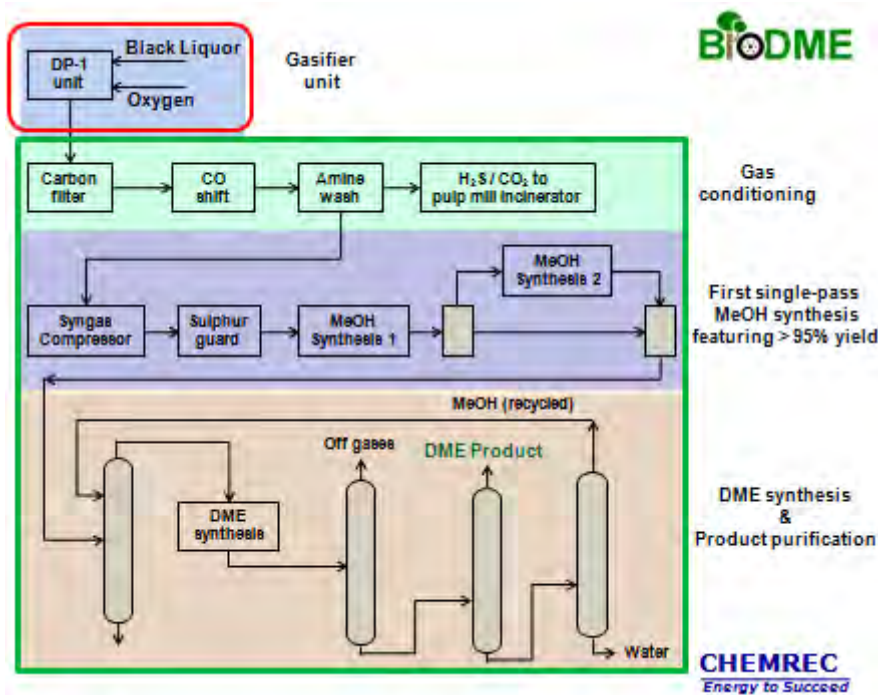 BioDME
Black Liquor
DP-1
unit
Oxygen
Gasifier
unit
Carbon
filter
CO
shift
Amine
wash
H₂S / CO₂ to
pulp mill incinerator
Gas
conditioning
MeOH
Synthesis 2
Syngas
Compressor
Sulphur
guard
MeOH
Synthesis 1
First single-pass
MeOH synthesis
featuring > 95% yield
MeOH (recycled)
Off gases
DME Product
DME
synthesis
DME synthesis
&
Product purification
Water
CHEMREC
Energy to Succeed